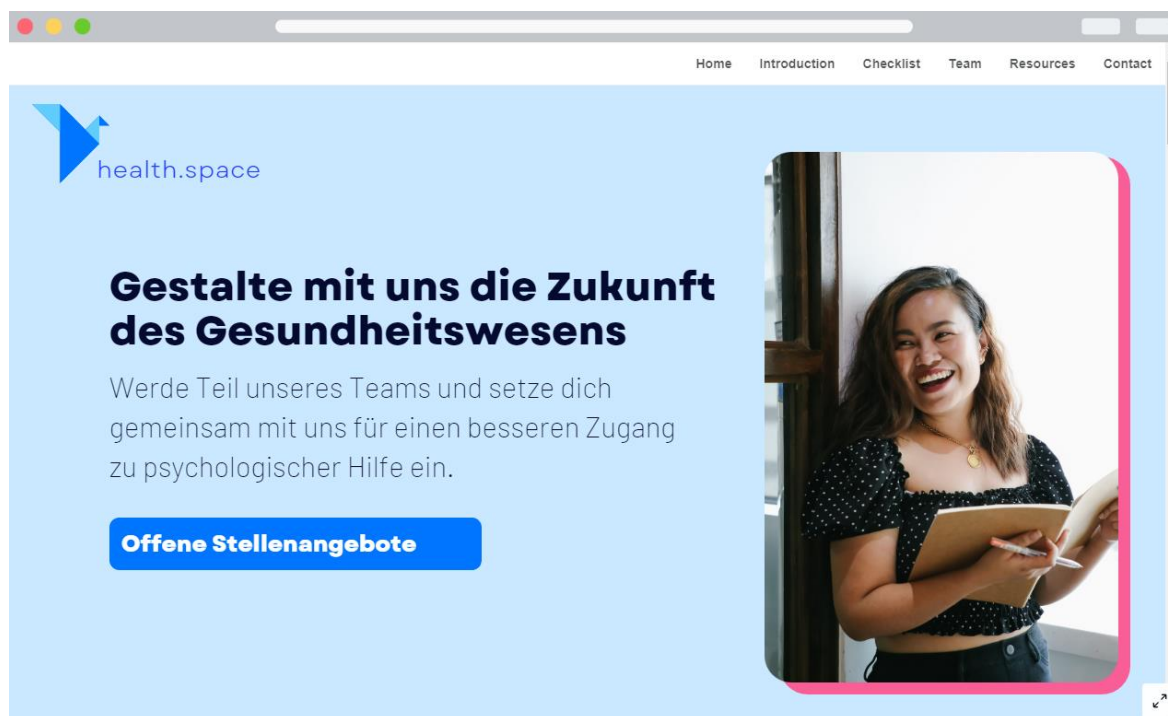 Home Introduction Checklist Team Resources Contact
health.space
Gestalte mit uns die Zukunft
des Gesundheitswesens
Werde Teil unseres Teams und setze dich
gemeinsam mit uns für einen besseren Zugang
zu psychologischer Hilfe ein.
Offene Stellenangebote